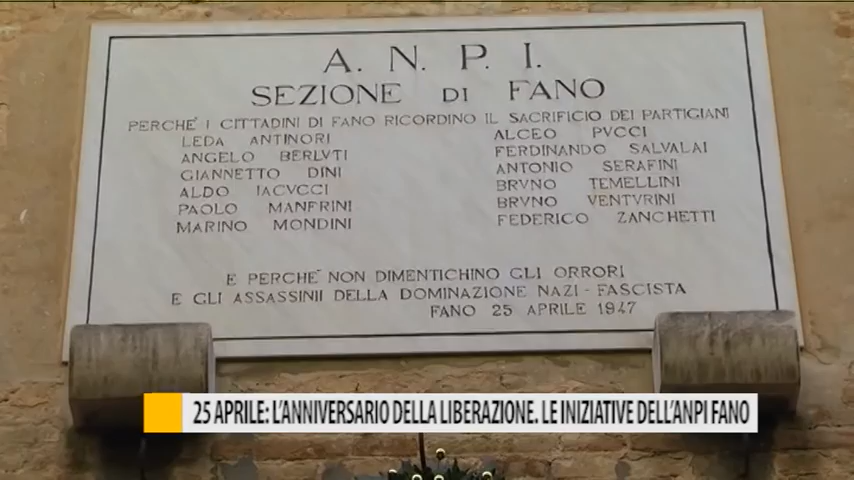 A. N. P. I.
SEZIONE DI FANO
PERCHE' I CITTADINI DI FANO RICORDINO IL SACRIFICIO DEI PARTIGIANI
LEDA ANTINORI
ANGELO BERLVTI
GIANNETTO DINI
ALDO IACVCCI
PAOLO MANFRINI
MARINO MONDINI
ALCEO PVCCI
FERDINANDO SALVALAI
ANTONIO SERAFINI
BRVNO TEMELLINI
BRVNO VENTVRINI
FEDERICO ZANCHETTI
E PERCHE' NON DIMENTICHINO GLI ORRORI
E GLI ASSASSINII DELLA DOMINAZIONE NAZI-FASCISTA
FANO 25 APRILE 1947
25 APRILE: L'ANNIVERSARIO DELLA LIBERAZIONE. LE INIZIATIVE DELL'ANPI FANO